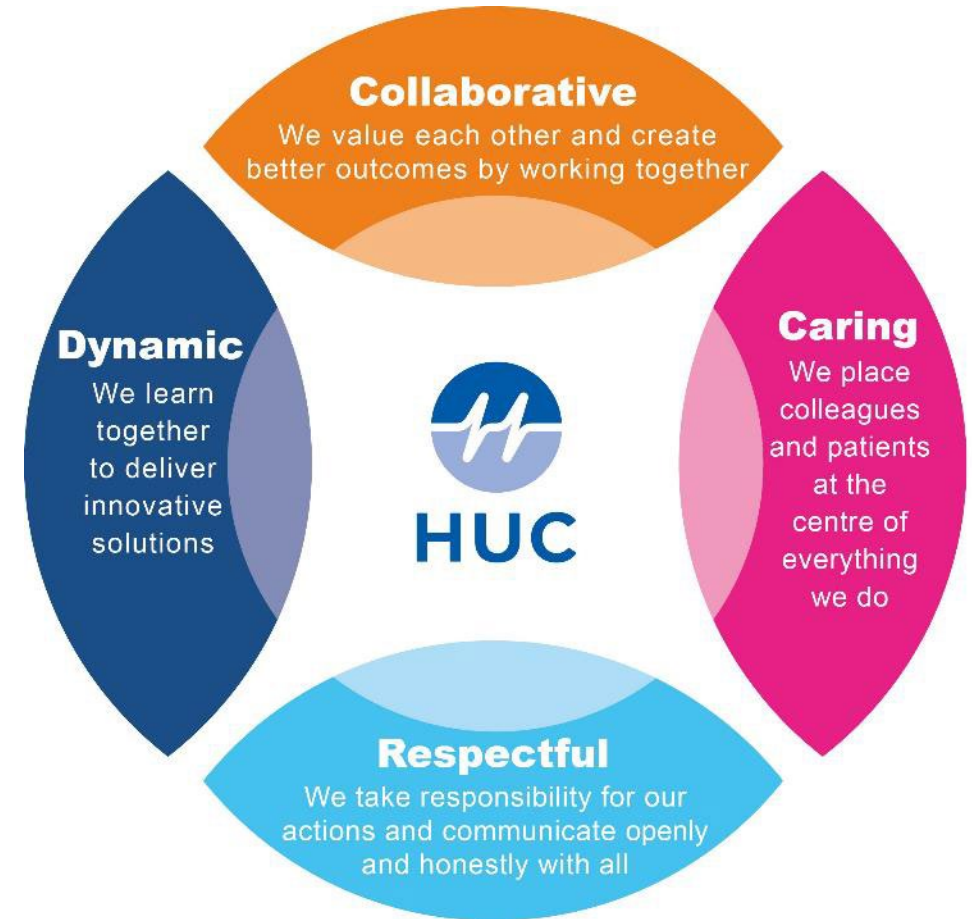 Collaborative
We value each other and create
better outcomes by working together
Dynamic
We learn
together
to deliver
innovative
solutions
HUC
Caring
We place
colleagues
and patients
at the
centre of
everything
we do
Respectful
We take responsibility for our
actions and communicate openly
and honestly with all